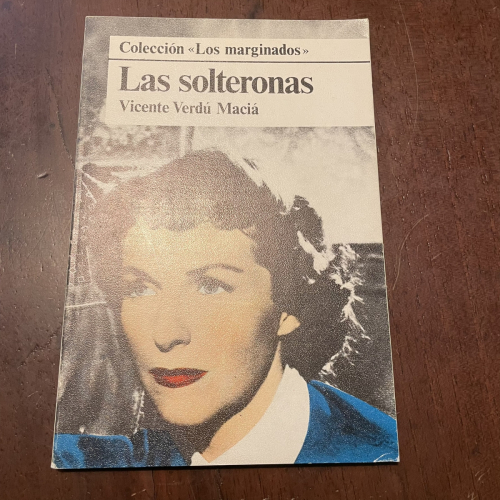 Colección «Los marginados»
Las solteronas
Vicente Verdú Maciá